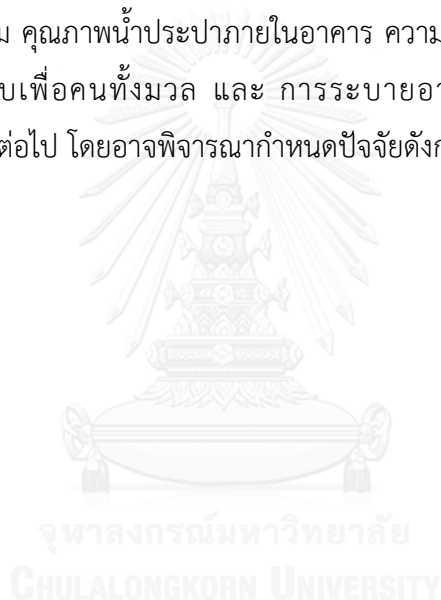 ม คุณภาพน้ำประปาภายในอาคาร ความ
บเพื่อคนทั้งมวล และ การระบายอา
ต่อไป โดยอาจพิจารณากำหนดปัจจัยดังก
จุฬาลงกรณ์มหาวิทยาลัย
CHULALONGKORN UNIVERSITY